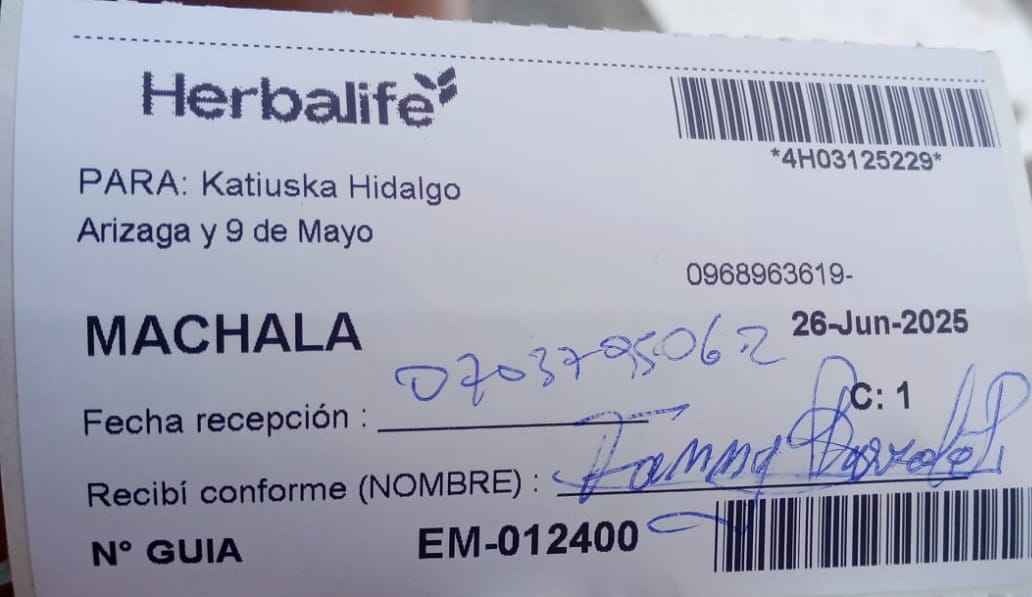 Herbalife
*4H03125229*
PARA: Katiuska Hidalgo
Arizaga y 9 de Mayo
0968963619-
MACHALA
26-Jun-2025
0703795062
C: 1
Fecha recepción :
Recibí conforme (NOMBRE) :
N° GUIA EM-012400